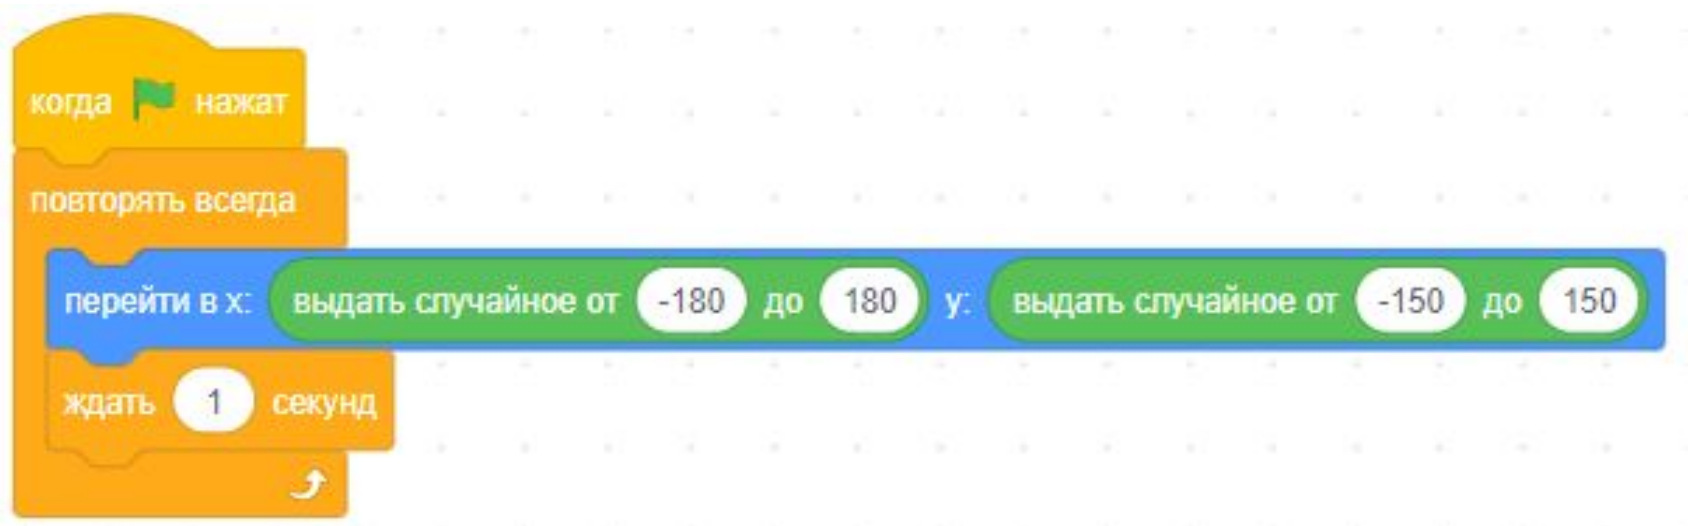 когда нажат
повторять всегда
перейти в x: выдать случайное от -180 до 180 y: выдать случайное от -150 до 150
ждать 1 секунд